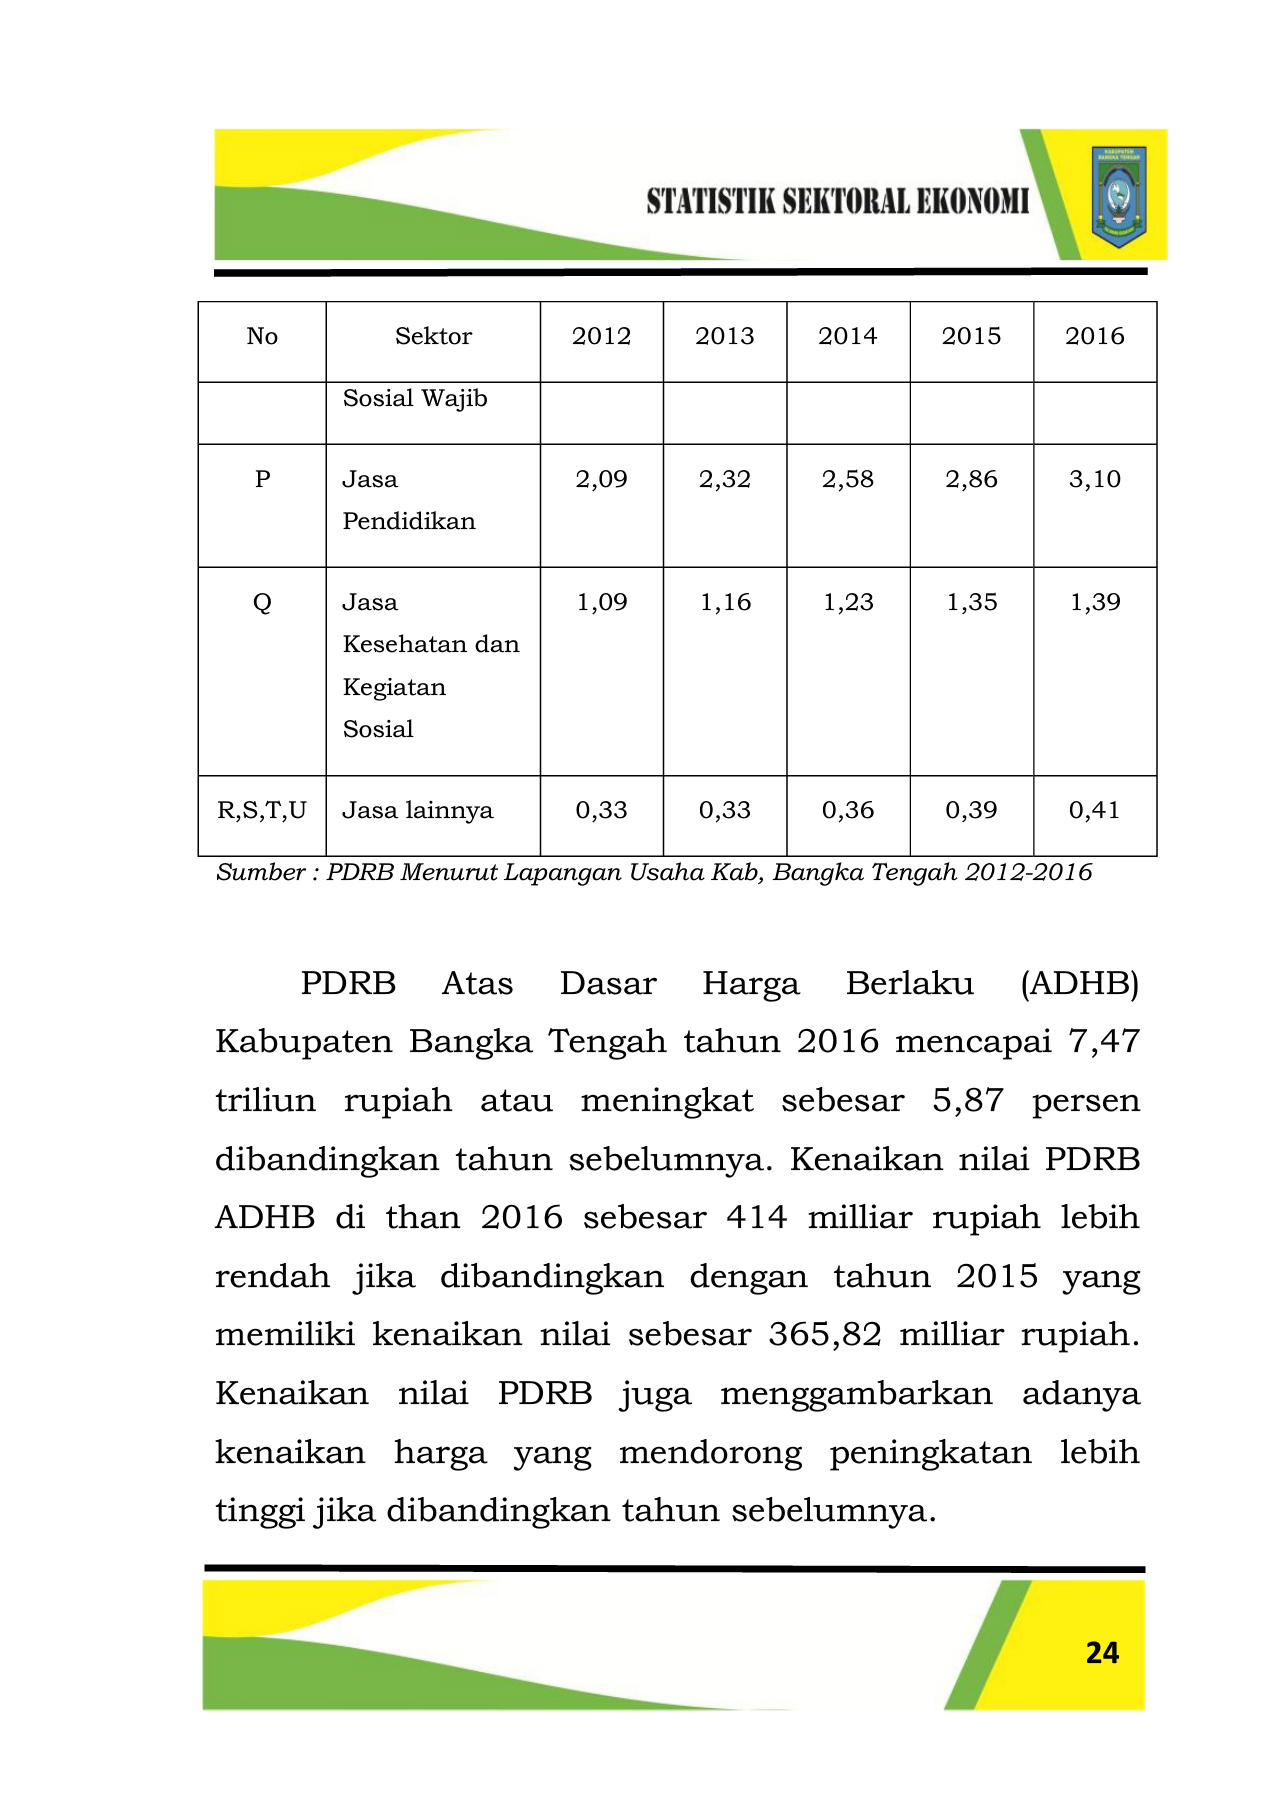 KABUPATEN
BANGKA TENGAH
STATISTIK SEKTORAL EKONOMI
No Sektor 2012 2013 2014 2015 2016
Sosial Wajib
P Jasa 2,09 2,32 2,58 2,86 3,10
Pendidikan
Q Jasa 1,09 1,16 1,23 1,35 1,39
Kesehatan dan
Kegiatan
Sosial
R,S,T,U Jasa lainnya 0,33 0,33 0,36 0,39 0,41
Sumber : PDRB Menurut Lapangan Usaha Kab, Bangka Tengah 2012-2016
PDRB Atas Dasar Harga Berlaku (ADHB)
Kabupaten Bangka Tengah tahun 2016 mencapai 7,47
triliun rupiah atau meningkat sebesar 5,87 persen
dibandingkan tahun sebelumnya. Kenaikan nilai PDRB
ADHB di than 2016 sebesar 414 milliar rupiah lebih
rendah jika dibandingkan dengan tahun 2015 yang
memiliki kenaikan nilai sebesar 365,82 milliar rupiah.
Kenaikan nilai PDRB juga menggambarkan adanya
kenaikan harga yang mendorong peningkatan lebih
tinggi jika dibandingkan tahun sebelumnya.
24